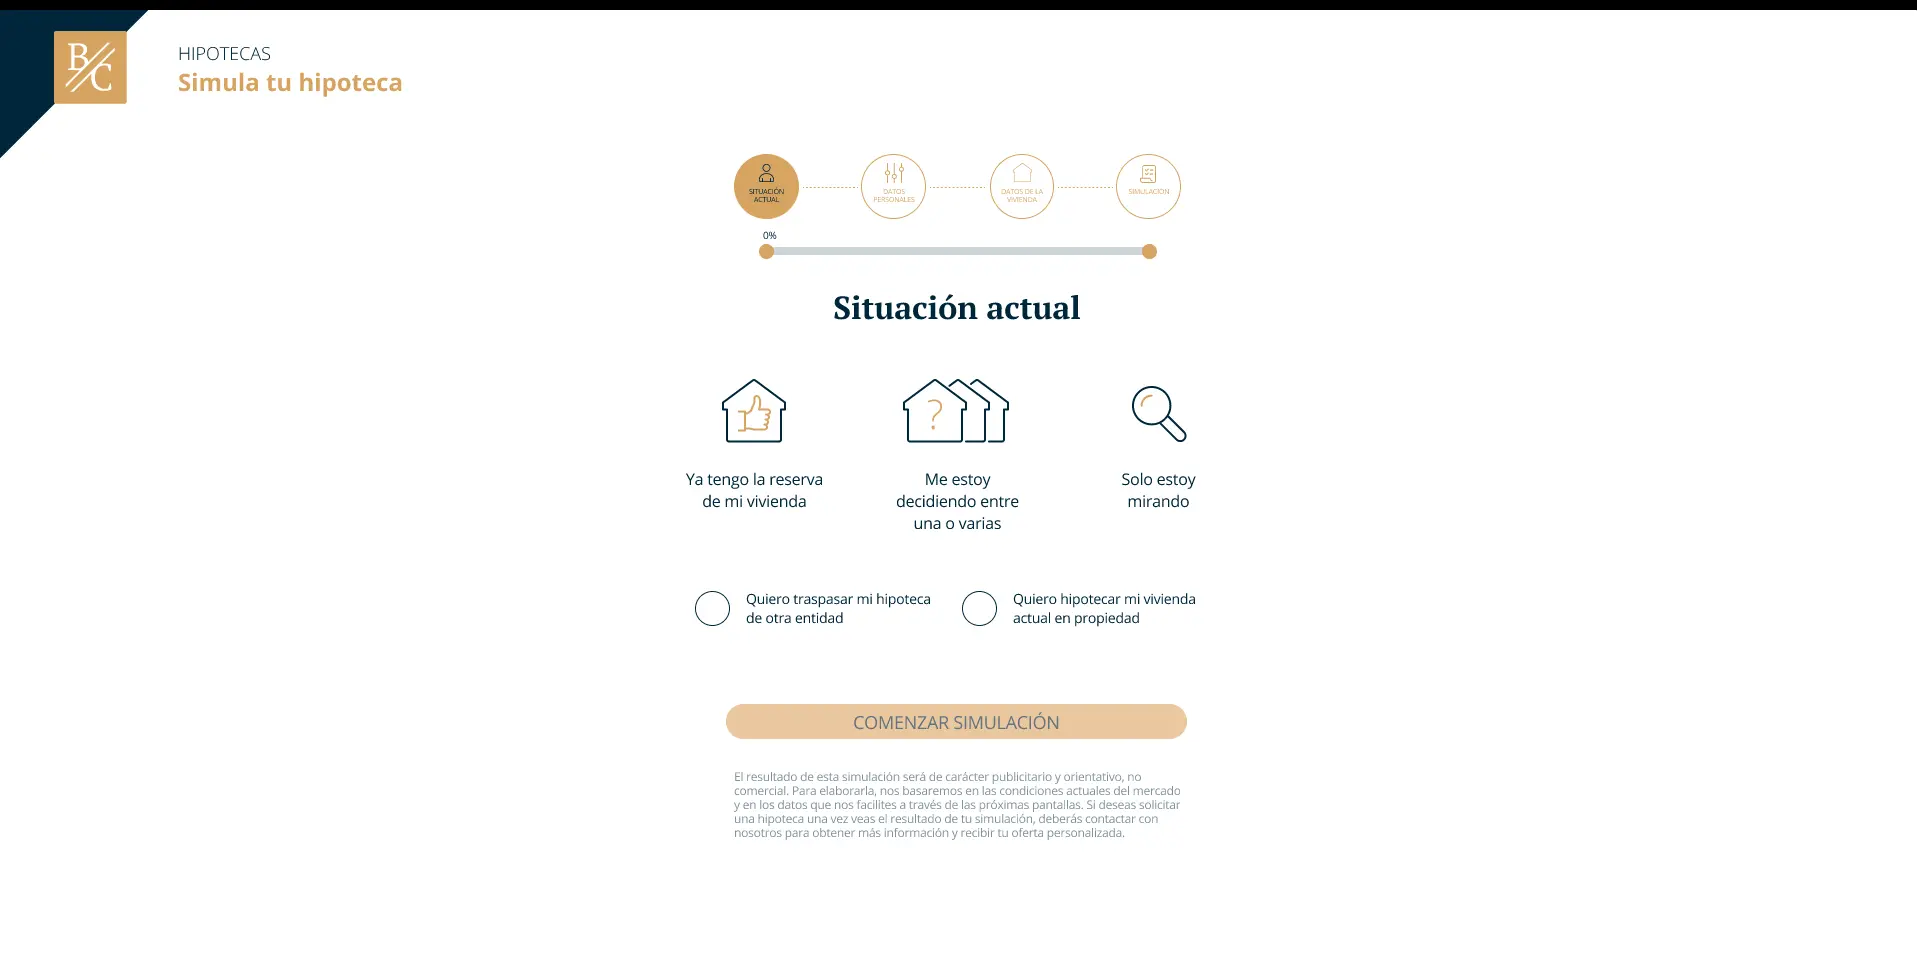 B
C
HIPOTECAS
Simula tu hipoteca
SITUACIÓN
ACTUAL
DATOS
PERSONALES
DATOS DE LA
VIVIENDA
SIMULACIÓN
0%
Situación actual
?
Ya tengo la reserva
de mi vivienda
Me estoy
decidiendo entre
una o varias
Solo estoy
mirando
Quiero traspasar mi hipoteca
de otra entidad
Quiero hipotecar mi vivienda
actual en propiedad
COMENZAR SIMULACIÓN
El resultado de esta simulación será de carácter publicitario y orientativo, no
comercial. Para elaborarla, nos basaremos en las condiciones actuales del mercado
y en los datos que nos facilites a través de las próximas pantallas. Si deseas solicitar
una hipoteca una vez veas el resultado de tu simulación, deberás contactar con
nosotros para obtener más información y recibir tu oferta personalizada.